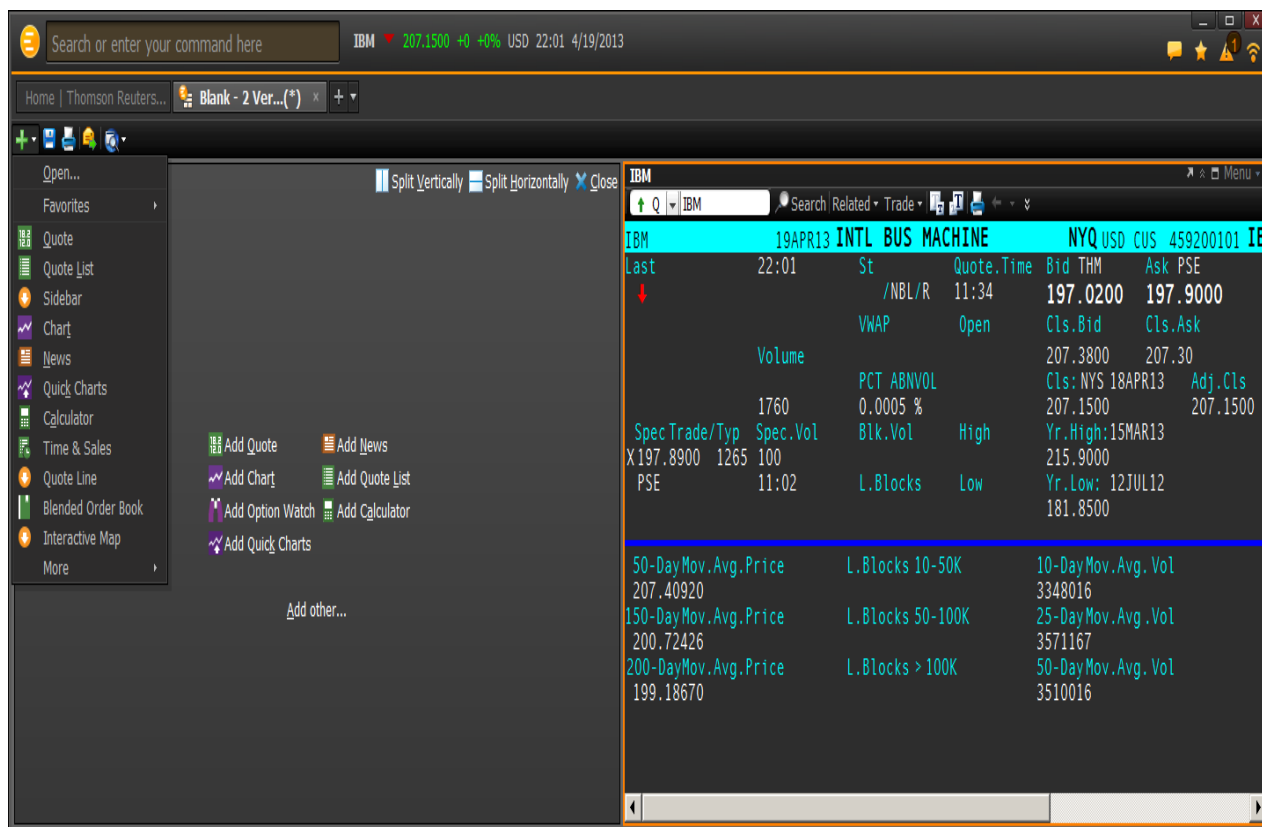 Search or enter your command here IBM 207.1500 +0 +0% USD 22:01 4/19/2013
1
Home | Thomson Reuters... Blank - 2 Ver...(*) × + ▾
Open...
Favorites
Quote
Quote List
Sidebar
Chart
News
Quick Charts
Calculator
Time & Sales
Quote Line
Blended Order Book
Interactive Map
More
Split Vertically Split Horizontally Close
Add Quote Add News
Add Chart Add Quote List
Add Option Watch Add Calculator
Add Quick Charts
Add other...
IBM Menu
Q IBM Search Related Trade
IBM 19APR13 INTL BUS MACHINE NYQ USD CUS 459200101
Last 22:01 St Quote.Time Bid THM Ask PSE
/NBL/R 11:34 197.0200 197.9000
VWAP Open Cls.Bid Cls.Ask
Volume 207.3800 207.30
PCT ABNVOL Cls: NYS 18APR13 Adj.Cls
1760 0.0005 % 207.1500 207.1500
Spec Trade/Typ Spec.Vol Blk.Vol High Yr.High:15MAR13
X197.8900 1265 100 215.9000
PSE 11:02 L.Blocks Low Yr.Low: 12JUL12
181.8500
50-DayMov.Avg.Price L.Blocks 10-50K 10-DayMov.Avg. Vol
207.40920 3348016
150-DayMov.Avg.Price L.Blocks 50-100K 25-DayMov.Avg.Vol
200.72426 3571167
200-DayMov.Avg.Price L.Blocks > 100K 50-DayMov.Avg. Vol
199.18670 3510016